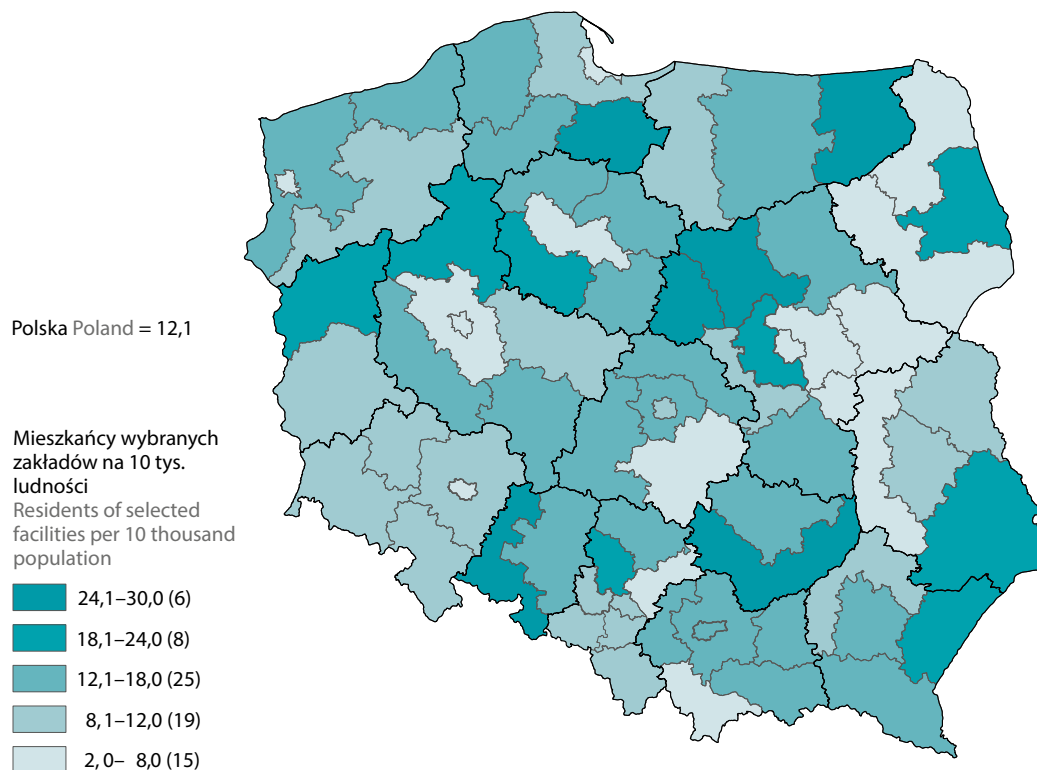 Polska Poland = 12,1
Mieszkańcy wybranych
zakładów na 10 tys.
ludności
Residents of selected
facilities per 10 thousand
population
24,1–30,0 (6)
18,1–24,0 (8)
12,1–18,0 (25)
8,1–12,0 (19)
2,0– 8,0 (15)